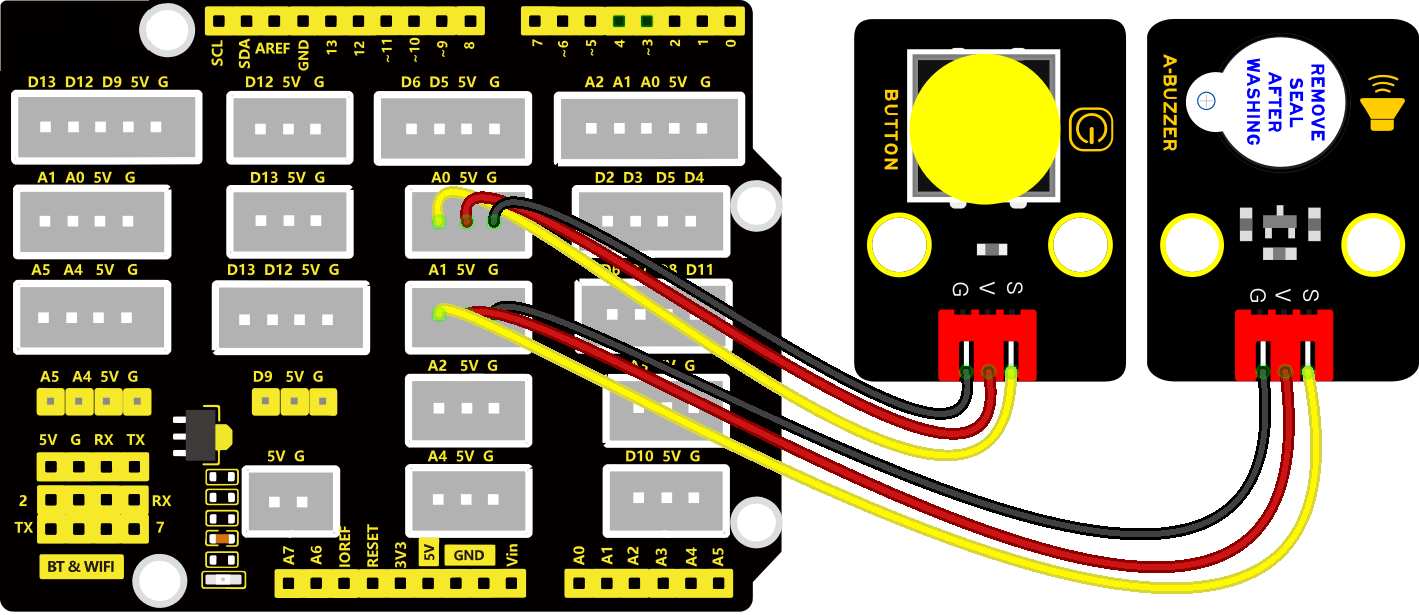 SCL SDA AREF GND 13 12 ~11 ~10 ~9 8
7 ~6 ~5 4 ~3 2 1 0
D13 D12 D9 5V G
D12 5V G
D6 D5 5V G
A2 A1 A0 5V G
A1 A0 5V G
D13 5V G
A0 5V G
D2 D3 D5 D4
A5 A4 5V G
D13 D12 5V G
A1 5V G
D8 D11
A2 5V G
A5 A4 5V G
D9 5V G
5V G RX TX
5V G
A4 5V G
D10 5V G
2 RX
TX 7
BT & WIFI
A7 A6 IOREF RESET 3V3 5V GND Vin
A0 A1 A2 A3 A4 A5
BUTTON
G V S
A-BUZZER
REMOVE
SEAL
AFTER
WASHING
G V S